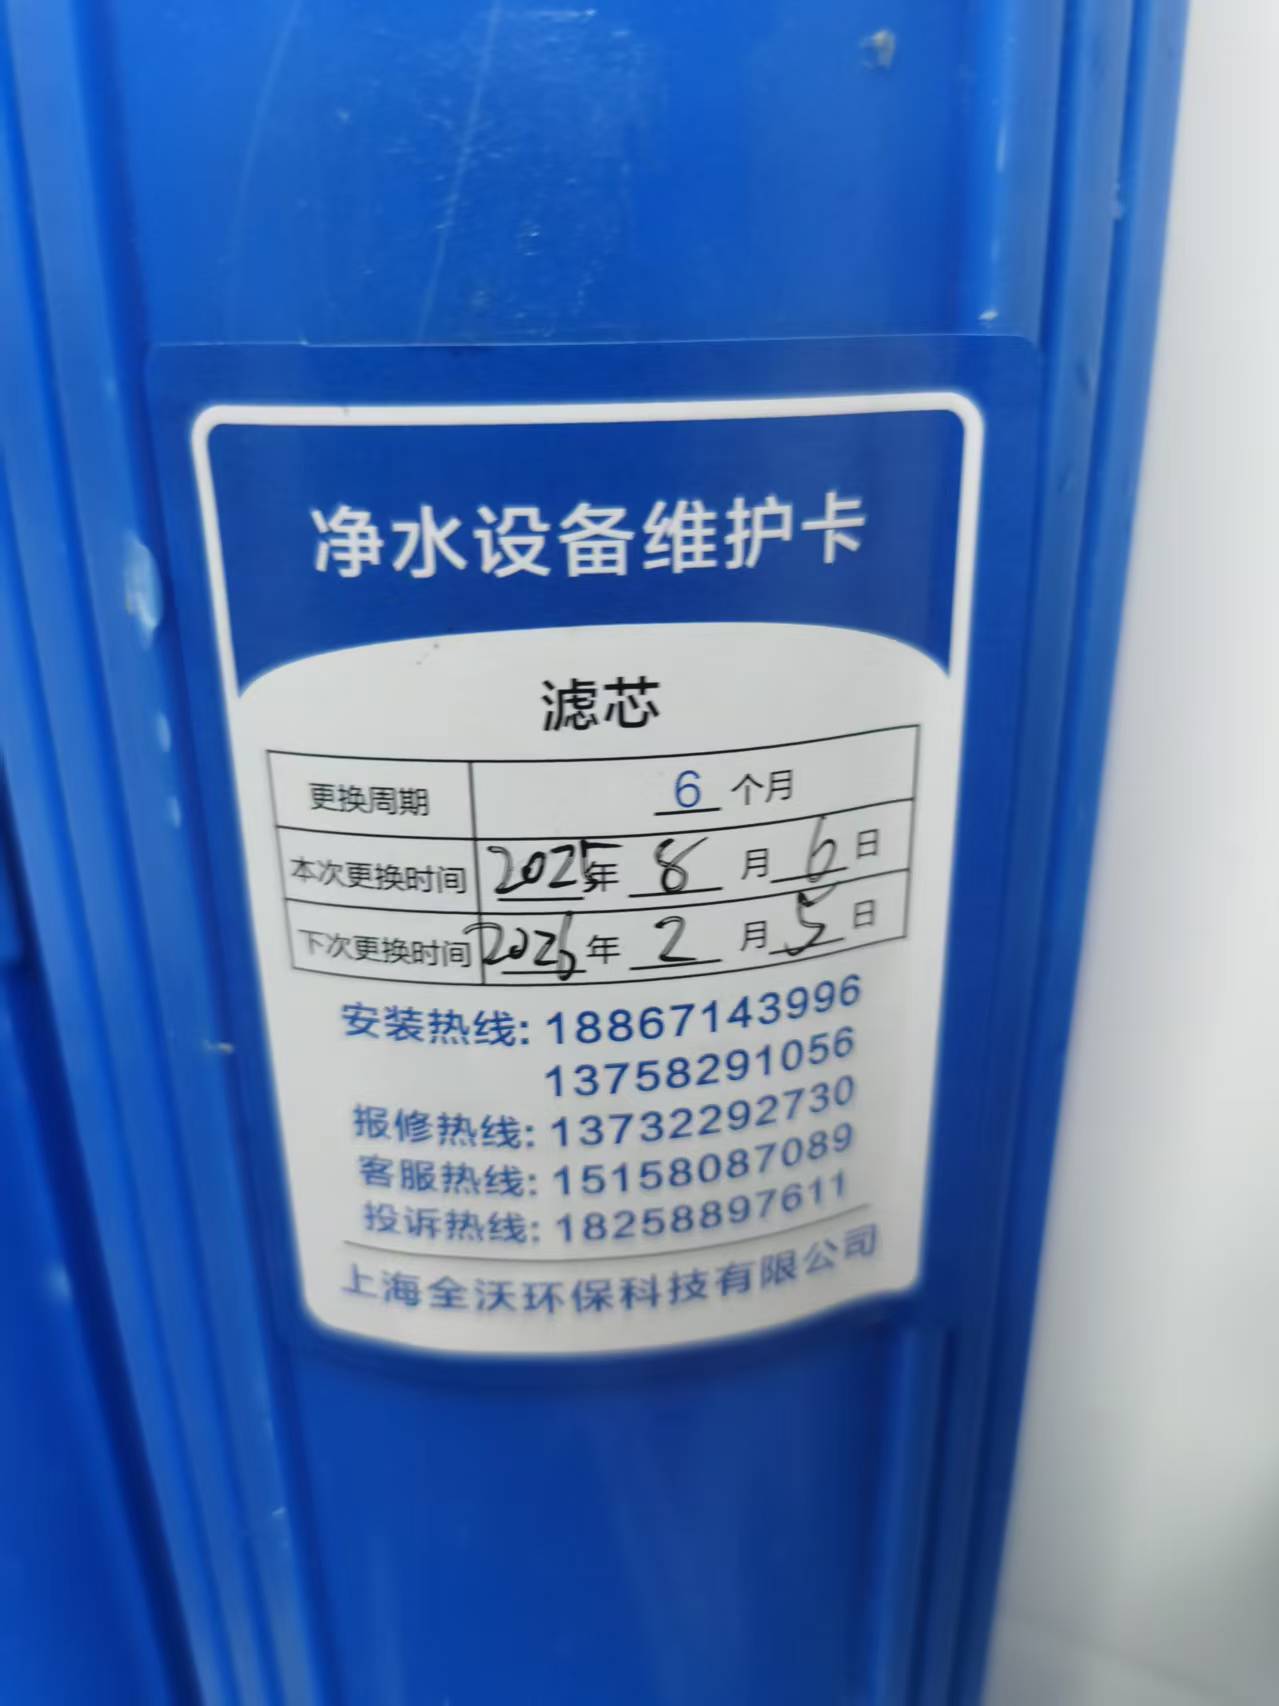 净水设备维护卡
滤芯
更换周期 6 个月
本次更换时间 2025年 8 月 6 日
下次更换时间 2026年 2 月 5 日
安装热线: 18867143996
13758291056
报修热线: 13732292730
客服热线: 15158087089
投诉热线: 18258897611
上海全沃环保科技有限公司